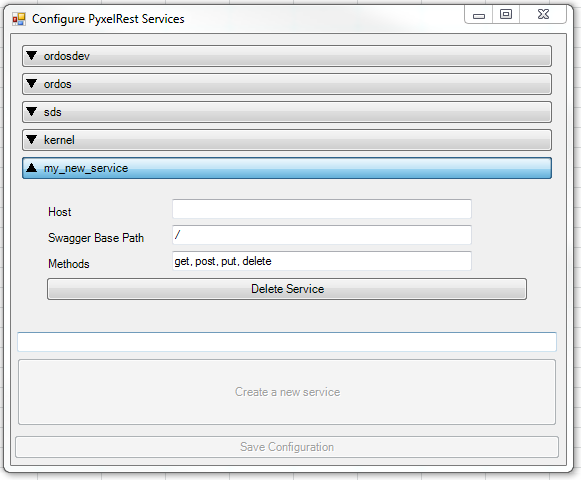 Configure PyxelRest Services
ordosdev
ordos
sds
kernel
my_new_service
Host
Swagger Base Path /
Methods get, post, put, delete
Delete Service
Create a new service
Save Configuration